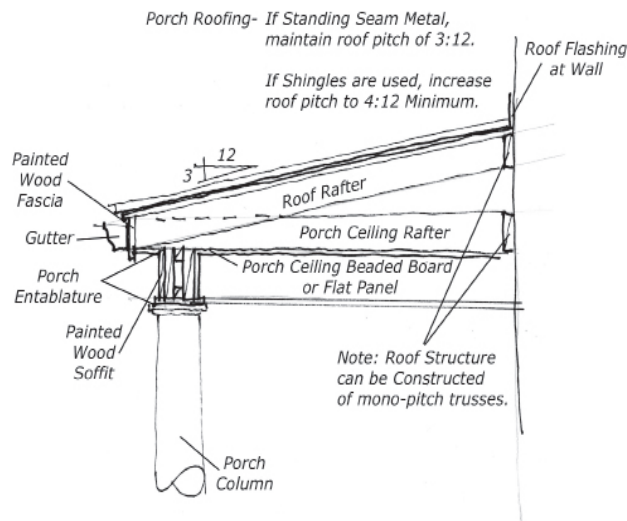 Porch Roofing- If Standing Seam Metal,
maintain roof pitch of 3:12.
If Shingles are used, increase
roof pitch to 4:12 Minimum.
Roof Flashing
at Wall
12
3
Painted
Wood
Fascia
Roof Rafter
Gutter
Porch Ceiling Rafter
Porch Ceiling Beaded Board
or Flat Panel
Porch
Entablature
Painted
Wood
Soffit
Note: Roof Structure
can be Constructed
of mono-pitch trusses.
Porch
Column